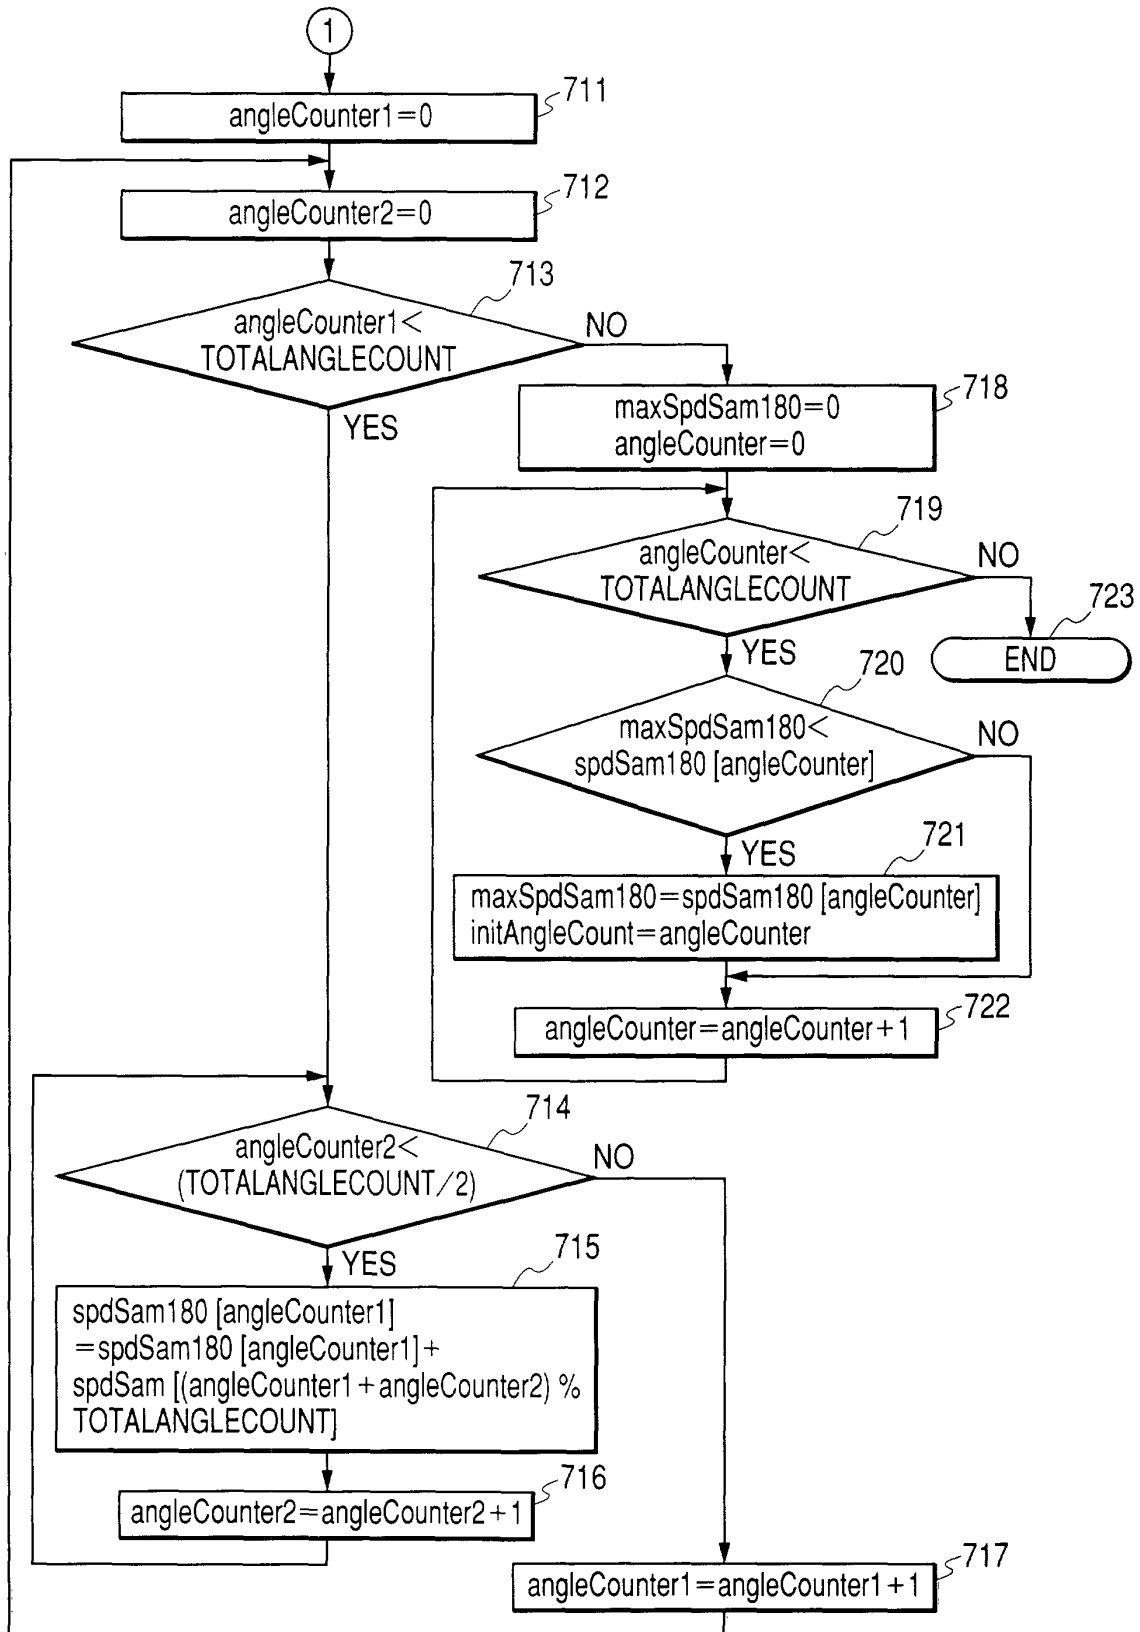 1
711
angleCounter1=0
712
angleCounter2=0
713
angleCounter1<
TOTALANGLECOUNT
NO
YES
718
maxSpdSam180=0
angleCounter=0
719
angleCounter<
TOTALANGLECOUNT
NO
723
END
YES
720
maxSpdSam180<
spdSam180 [angleCounter]
NO
YES
721
maxSpdSam180=spdSam180 [angleCounter]
initAngleCount=angleCounter
722
angleCounter=angleCounter+1
714
angleCounter2<
(TOTALANGLECOUNT/2)
NO
YES
715
spdSam180 [angleCounter1]
=spdSam180 [angleCounter1]+
spdSam [(angleCounter1+angleCounter2) %
TOTALANGLECOUNT]
716
angleCounter2=angleCounter2+1
717
angleCounter1=angleCounter1+1